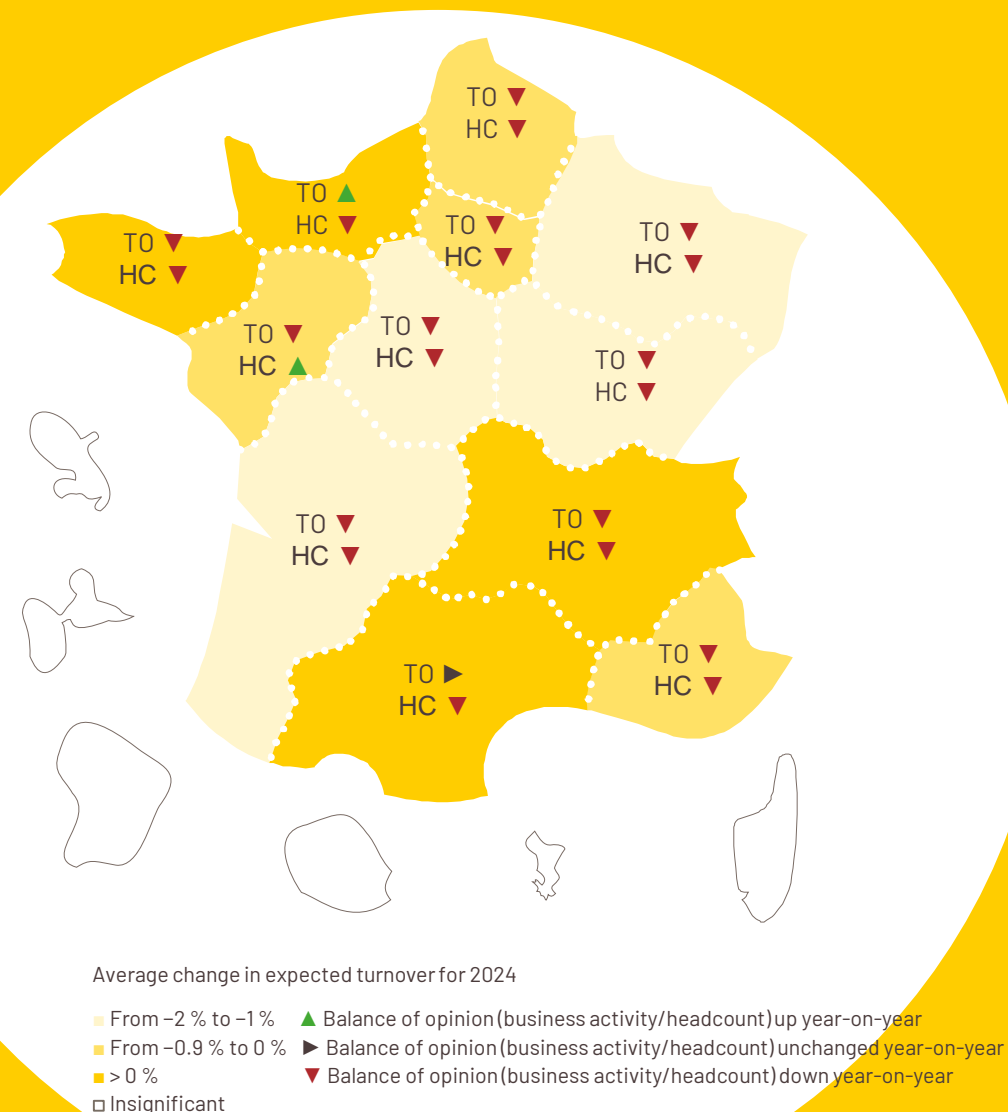 TO ▼
HC ▼
TO ▲
HC ▼
TO ▼
HC ▼
TO ▼
HC ▼
TO ▼
HC ▼
TO ▼
HC ▲
TO ▼
HC ▼
TO ▼
HC ▼
TO ▼
HC ▼
TO ▼
HC ▼
TO ▼
HC ▼
TO ▶
HC ▼
Average change in expected turnover for 2024
From −2 % to −1 % ▲ Balance of opinion (business activity/headcount) up year-on-year
From −0.9 % to 0 % ▶ Balance of opinion (business activity/headcount) unchanged year-on-year
> 0 % ▼ Balance of opinion (business activity/headcount) down year-on-year
Insignificant